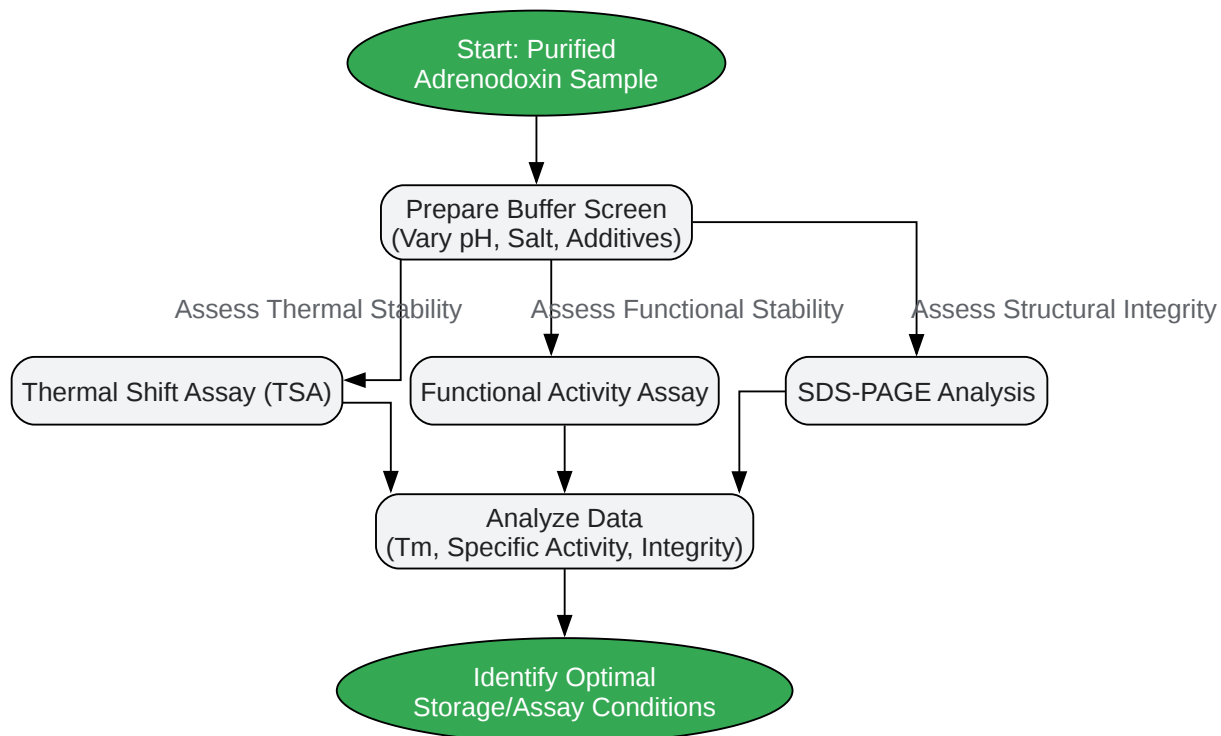 Start: Purified
Adrenodoxin Sample
Prepare Buffer Screen
(Vary pH, Salt, Additives)
Assess Thermal Stability
Assess Functional Stability
Assess Structural Integrity
Thermal Shift Assay (TSA)
Functional Activity Assay
SDS-PAGE Analysis
Analyze Data
(Tm, Specific Activity, Integrity)
Identify Optimal
Storage/Assay Conditions